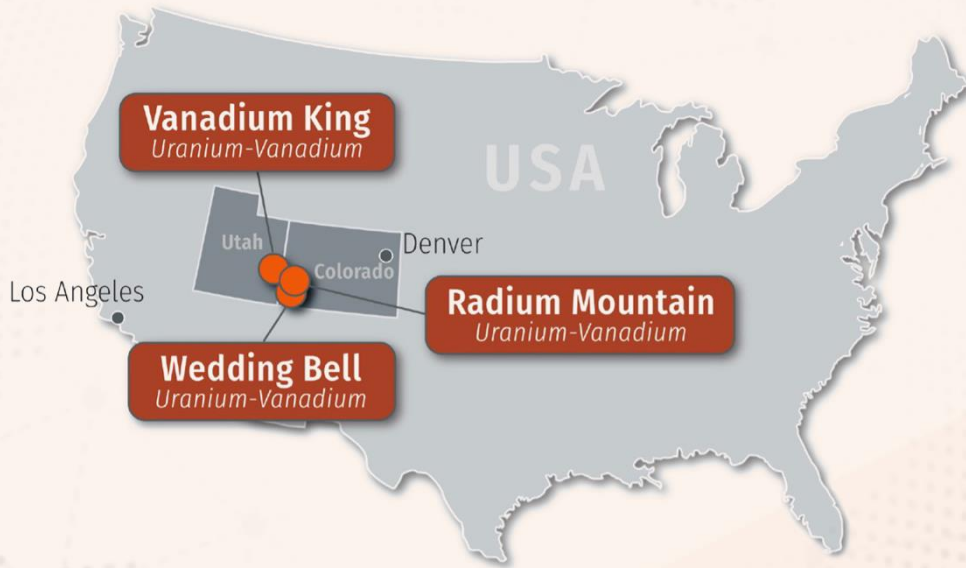 Vanadium King
Uranium-Vanadium
USA
Utah
Denver
Colorado
Los Angeles
Radium Mountain
Uranium-Vanadium
Wedding Bell
Uranium-Vanadium